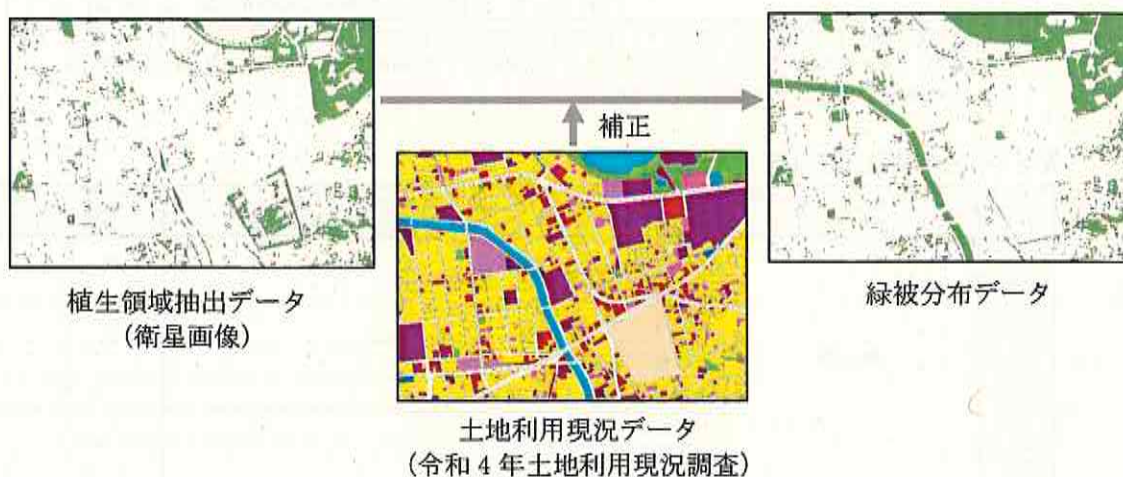 補正
植生領域抽出データ
(衛星画像)
緑被分布データ
土地利用現況データ
(令和4年土地利用現況調査)